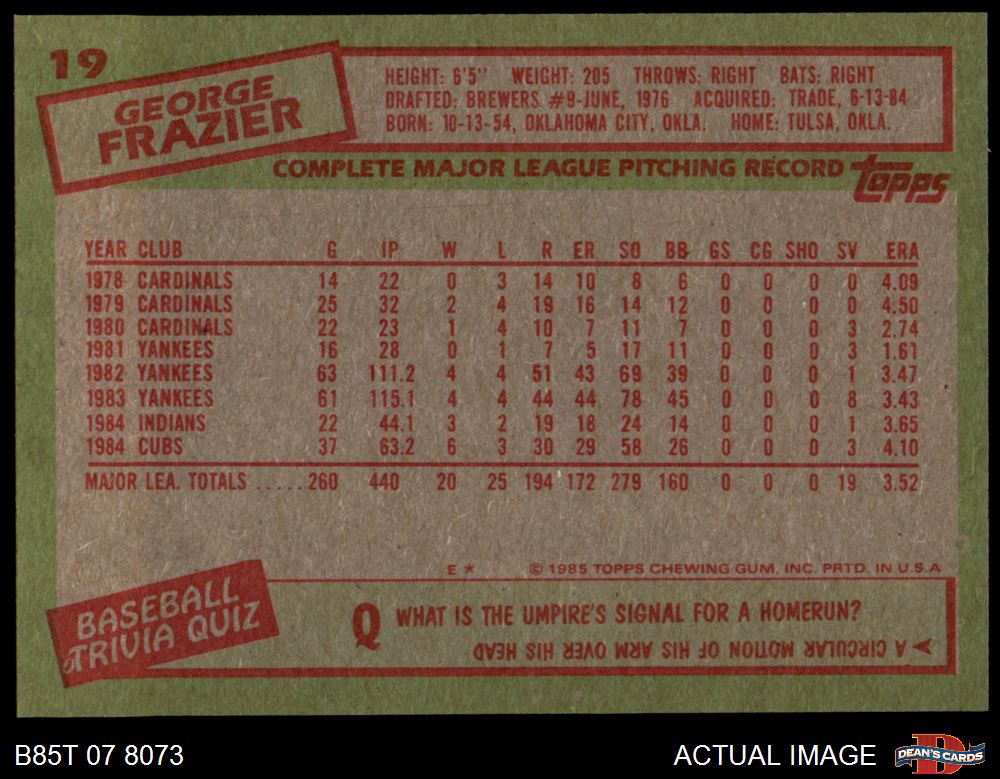 19
GEORGE
FRAZIER
HEIGHT: 6'5" WEIGHT: 205 THROWS: RIGHT BATS: RIGHT
DRAFTED: BREWERS #9-JUNE, 1976 ACQUIRED: TRADE, 6-13-84
BORN: 10-13-54, OKLAHOMA CITY, OKLA. HOME: TULSA, OKLA.
COMPLETE MAJOR LEAGUE PITCHING RECORD Topps
YEAR CLUB G IP W L R ER SO BB GS CG SHO SV ERA
1978 CARDINALS 14 22 0 3 14 10 8 6 0 0 0 0 4.09
1979 CARDINALS 25 32 2 4 19 16 14 12 0 0 0 0 4.50
1980 CARDINALS 22 23 1 4 10 7 11 7 0 0 0 3 2.74
1981 YANKEES 16 28 0 1 7 5 17 11 0 0 0 3 1.61
1982 YANKEES 63 111.2 4 4 51 43 69 39 0 0 0 1 3.47
1983 YANKEES 61 115.1 4 4 44 44 78 45 0 0 0 8 3.43
1984 INDIANS 22 44.1 3 2 19 18 24 14 0 0 0 1 3.65
1984 CUBS 37 63.2 6 3 30 29 58 26 0 0 0 3 4.10
MAJOR LEA. TOTALS .....260 440 20 25 194 172 279 160 0 0 0 19 3.52
E * © 1985 TOPPS CHEWING GUM, INC. PRTD. IN U.S.A
BASEBALL
TRIVIA QUIZ
Q WHAT IS THE UMPIRE'S SIGNAL FOR A HOMERUN?
A CIRCULAR MOTION OF HIS ARM OVER HIS HEAD
B85T 07 8073
ACTUAL IMAGE
DEAN'S CARDS